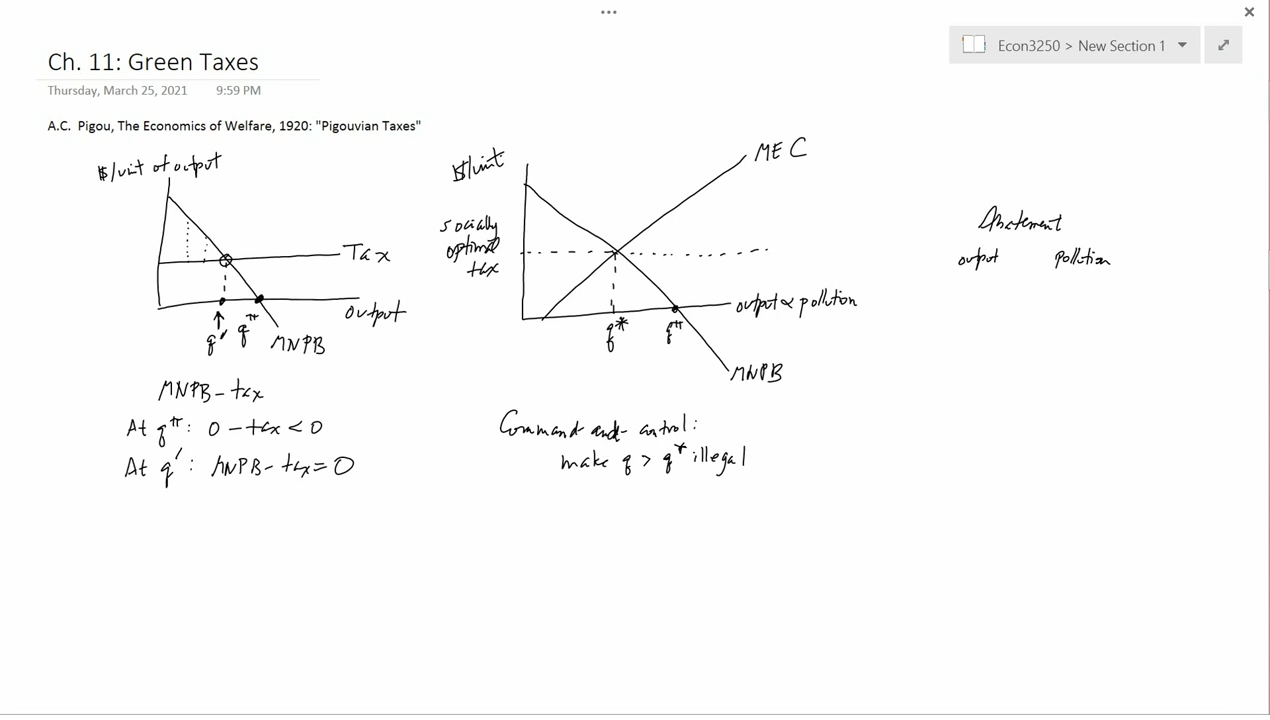 Econ3250 > New Section 1
Ch. 11: Green Taxes
Thursday, March 25, 2021 9:59 PM
A.C. Pigou, The Economics of Welfare, 1920: "Pigouvian Taxes"
$/unit of output
Tax
output
q' q^π
MNPB
MNPB - tax
At q^π: 0 - tax < 0
At q': MNPB - tax = 0
$/unit
MEC
socially
optimal
tax
output ∝ pollution
q* q^π
MNPB
Command-and-control:
make q > q* illegal
Abatement
output pollution